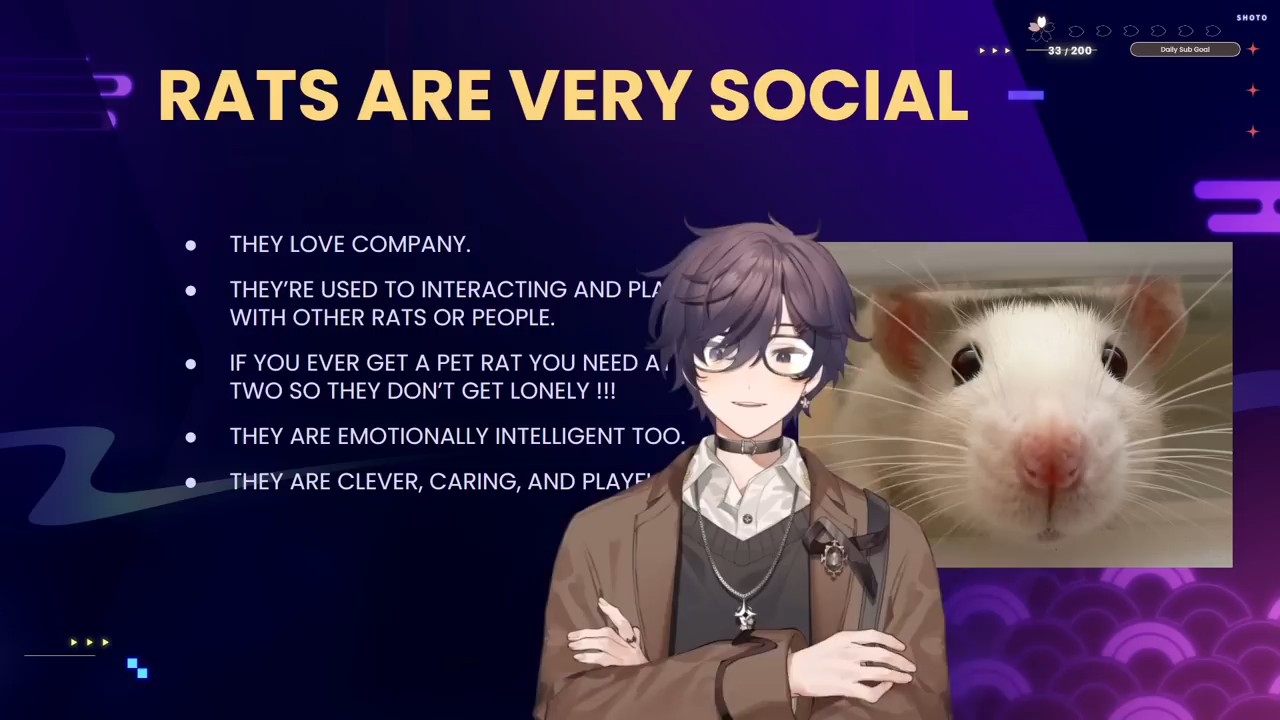 SHOTO
33 / 200
Daily Sub Goal
RATS ARE VERY SOCIAL
● THEY LOVE COMPANY.
● THEY'RE USED TO INTERACTING AND
WITH OTHER RATS OR PEOPLE.
● IF YOU EVER GET A PET RAT YOU NEED
TWO SO THEY DON'T GET LONELY !!!
● THEY ARE EMOTIONALLY INTELLIGENT TOO.
● THEY ARE CLEVER, CARING, AND